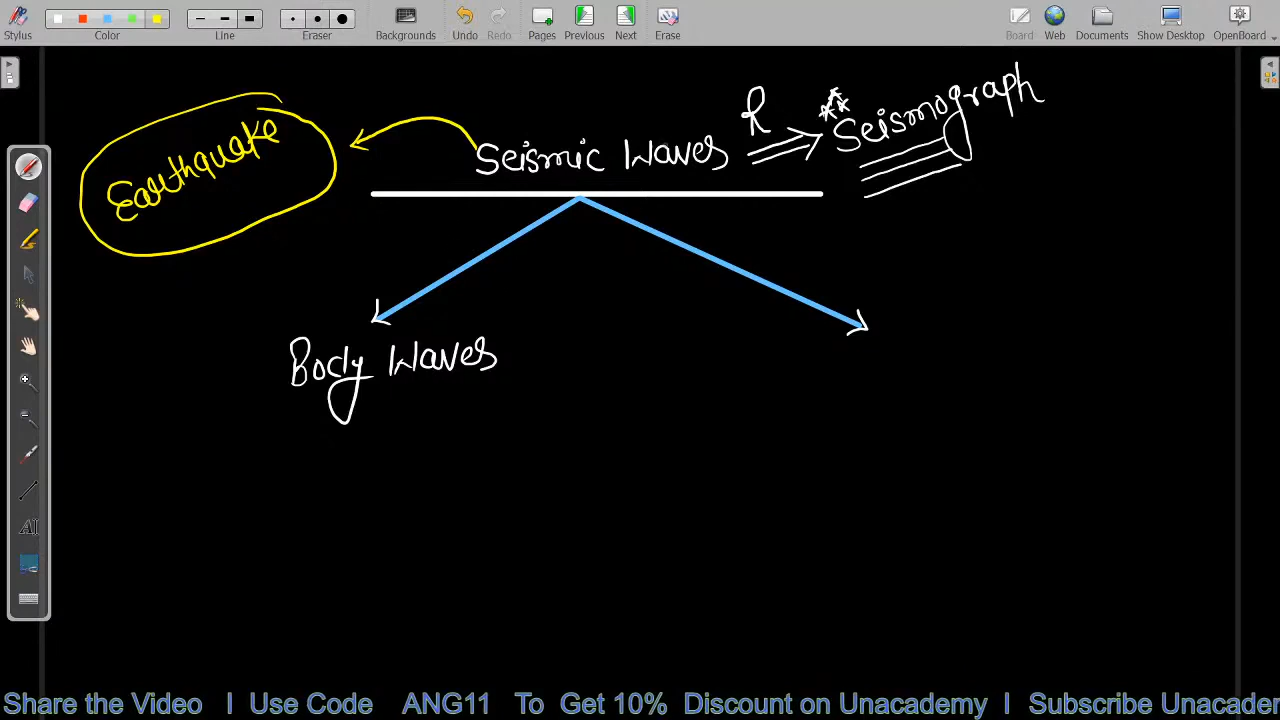 Stylus
Color
Line
Eraser
Backgrounds
Undo
Redo
Pages
Previous
Next
Erase
Board
Web
Documents
Show Desktop
OpenBoard
Earthquake
Seismic Waves
R
**Seismograph
Body Waves
Share the Video I Use Code ANG11 To Get 10% Discount on Unacademy I Subscribe Unacader